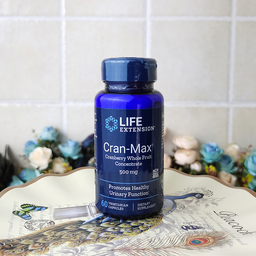 LIFE
EXTENSION
Cran-Max®
Cranberry Whole Fruit
Concentrate
500 mg
Promotes Healthy
Urinary Function*
60 VEGETARIAN
CAPSULES
DIETARY
SUPPLEMENT